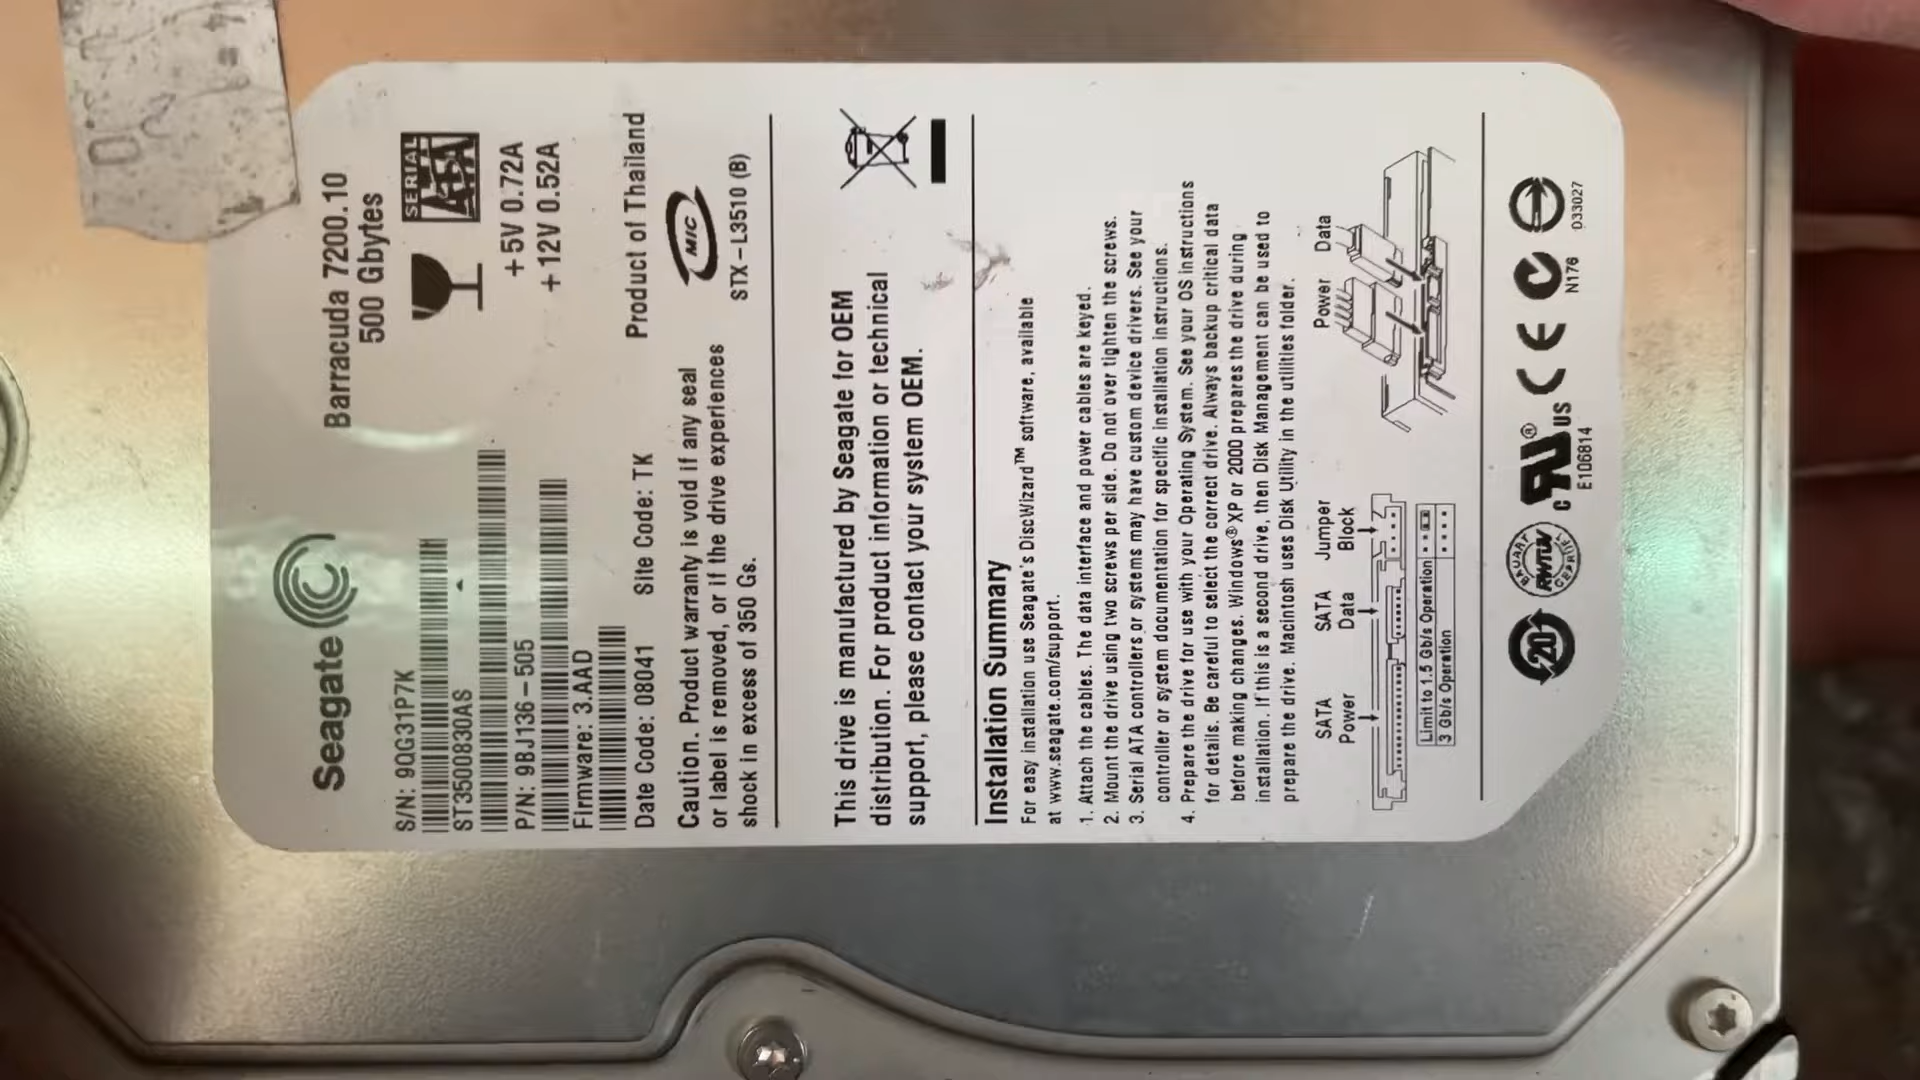 Seagate
Barracuda 7200.10
500 Gbytes
S/N: 9QG31P7K
SERIAL
ATA
ST3500830AS
+5V 0.72A
+12V 0.52A
P/N: 9BJ136-505
Firmware: 3.AAD
Date Code: 08041 Site Code: TK Product of Thailand
Caution. Product warranty is void if any seal
or label is removed, or if the drive experiences
shock in excess of 350 Gs.
MIC
STX-L3510 (B)
This drive is manufactured by Seagate for OEM
distribution. For product information or technical
support, please contact your system OEM.
Installation Summary
For easy installation use Seagate's DiscWizard™ software, available
at www.seagate.com/support.
1. Attach the cables. The data interface and power cables are keyed.
2. Mount the drive using two screws per side. Do not over tighten the screws.
3. Serial ATA controllers or systems may have custom device drivers. See your
controller or system documentation for specific installation instructions.
4. Prepare the drive for use with your Operating System. See your OS instructions
for details. Be careful to select the correct drive. Always backup critical data
before making changes. Windows® XP or 2000 prepares the drive during
installation. If this is a second drive, then Disk Management can be used to
prepare the drive. Macintosh uses Disk Utility in the utilities folder.
SATA
Power
SATA
Data
Jumper
Block
Power Data
Limit to 1.5 Gb/s Operation
3 Gb/s Operation
20
BAUART
RWTÜV
GEPRÜFT
c RU® US
E106814
CE
N176
D33027